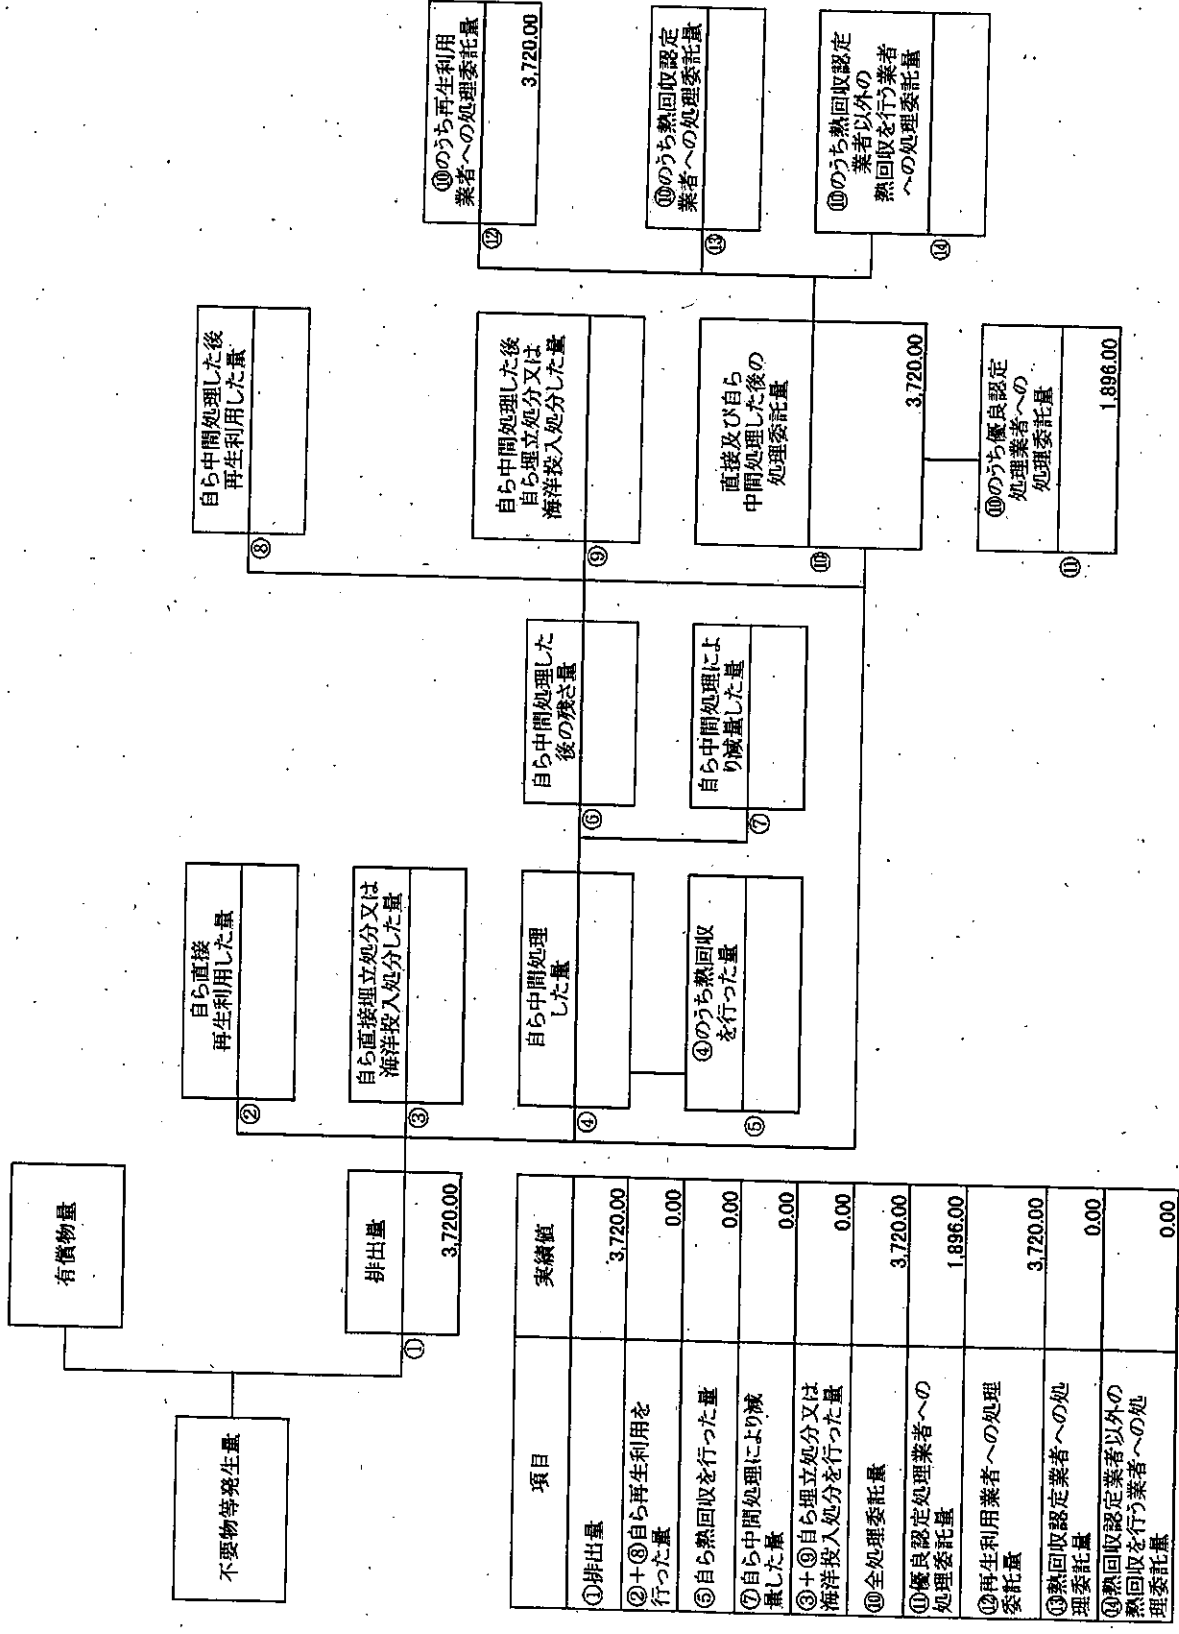 不要物等発生量
有償物量
排出量
①
3,720.00
自ら直接
再生利用した量
②
自ら直接埋立処分又は
海洋投入処分した量
③
自ら中間処理
した量
④
④のうち熱回収
を行った量
⑤
自ら中間処理した
後の残さ量
⑥
自ら中間処理によ
り減量した量
⑦
自ら中間処理した後
再生利用した量
⑧
自ら中間処理した後
自ら埋立処分又は
海洋投入処分した量
⑨
直接及び自ら
中間処理した後の
処理委託量
⑩
3,720.00
⑩のうち優良認定
処理業者への
処理委託量
⑪
1,896.00
⑩のうち再生利用
業者への処理委託量
⑫
3,720.00
⑩のうち熱回収認定
業者への処理委託量
⑬
⑩のうち熱回収認定
業者以外の
熱回収を行う業者
への処理委託量
⑭
項目 実績値
①排出量 3,720.00
②+⑧自ら再生利用を
行った量 0.00
⑤自ら熱回収を行った量 0.00
⑦自ら中間処理により減
量した量 0.00
③+⑨自ら埋立処分又は
海洋投入処分を行った量 0.00
⑩全処理委託量 3,720.00
⑪優良認定処理業者への
処理委託量 1,896.00
⑫再生利用業者への処理
委託量 3,720.00
⑬熱回収認定業者への処
理委託量 0.00
⑭熱回収認定業者以外の
熱回収を行う業者への処
理委託量 0.00